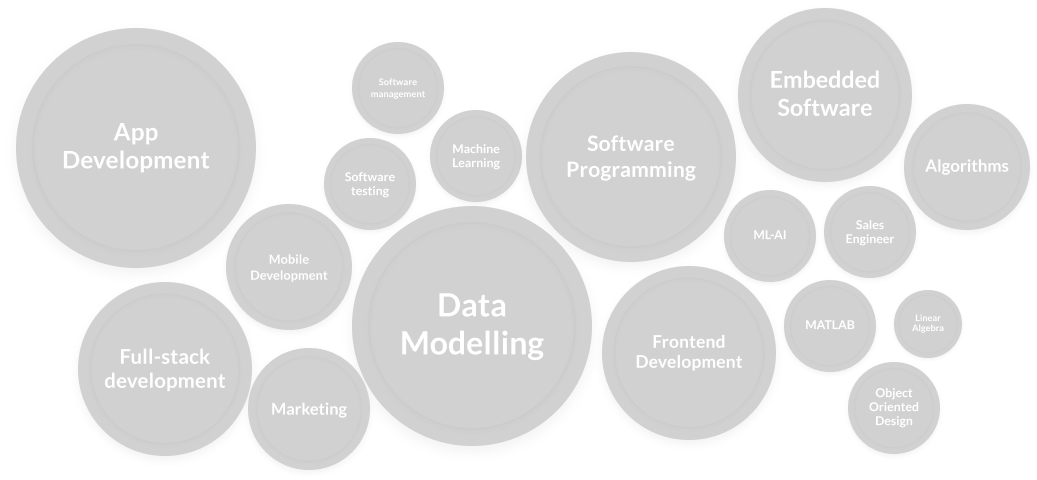 App
Development
Software
management
Machine
Learning
Software
testing
Software
Programming
Embedded
Software
Algorithms
ML-AI
Sales
Engineer
Mobile
Development
Data
Modelling
Full-stack
development
Marketing
Frontend
Development
MATLAB
Linear
Algebra
Object
Oriented
Design